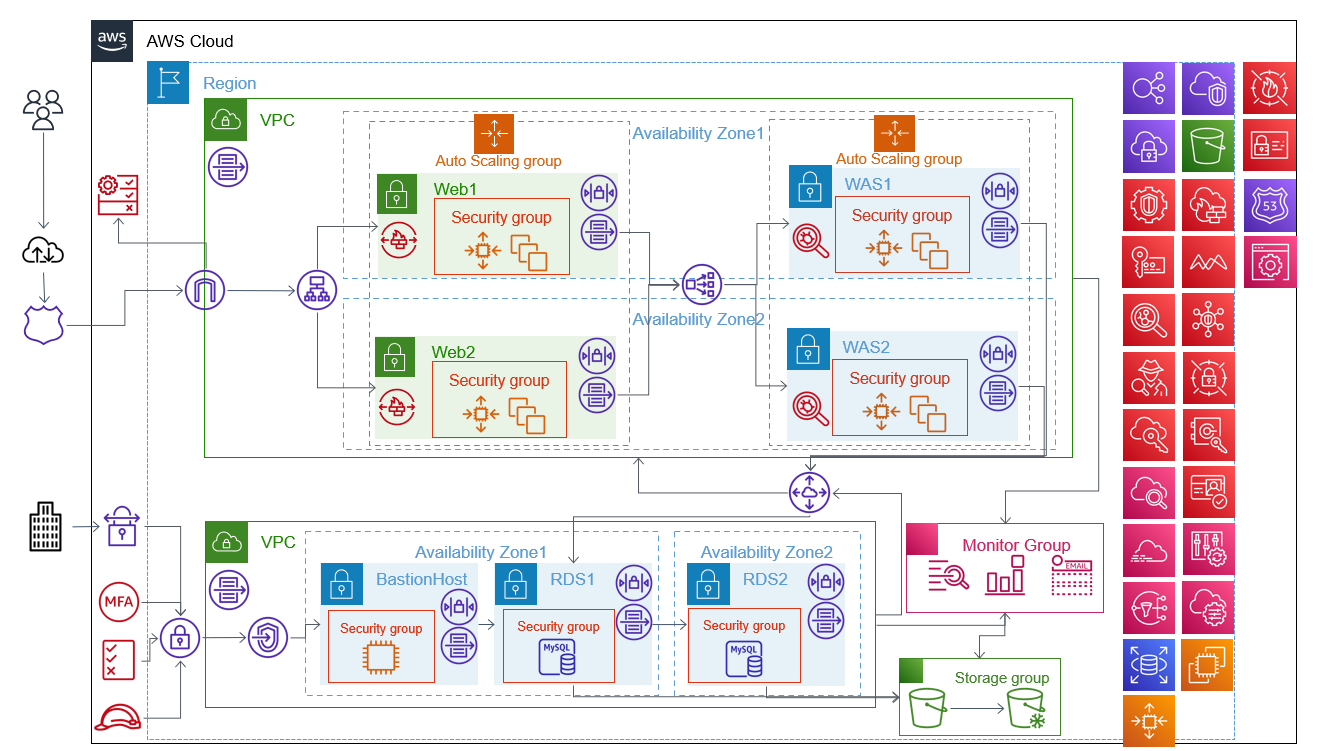 aws
AWS Cloud
Region
VPC
Availability Zone1
Auto Scaling group
Auto Scaling group
Web1
Security group
WAS1
Security group
53
Availability Zone2
Web2
Security group
WAS2
Security group
VPC
Availability Zone1
Availability Zone2
BastionHost
Security group
RDS1
Security group
MySQL
RDS2
Security group
MySQL
Monitor Group
EMAIL
MFA
Storage group